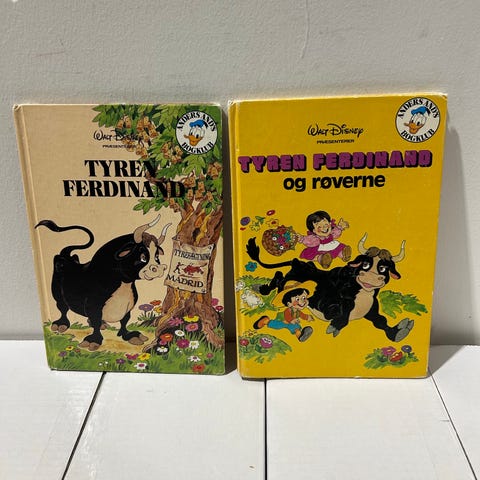 Walt Disney
PRÆSENTERER
TYREN
FERDINAND
ANDERS AND'S
BOGKLUB
TYREFÆGTNING
MADRID
Walt Disney
PRÆSENTERER
TYREN FERDINAND
og røverne
ANDERS AND'S
BOGKLUB